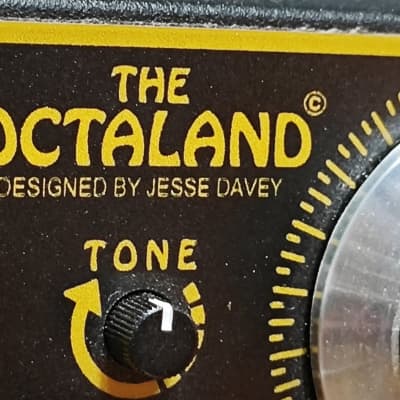 THE
OCTALAND©
DESIGNED BY JESSE DAVEY
TONE